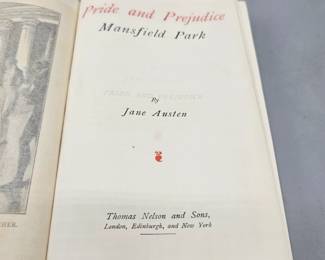 Pride and Prejudice
Mansfield Park
By
Jane Austen
Thomas Nelson and Sons,
London, Edinburgh, and New York